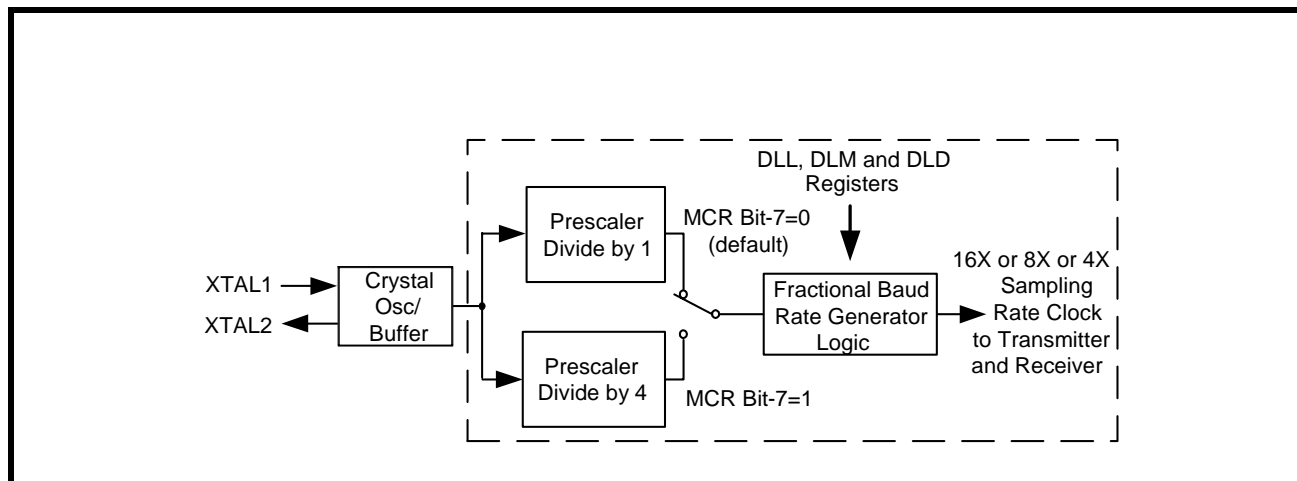 XTAL1
XTAL2
Crystal
Osc/
Buffer
Prescaler
Divide by 1
Prescaler
Divide by 4
MCR Bit-7=0
(default)
MCR Bit-7=1
DLL, DLM and DLD
Registers
Fractional Baud
Rate Generator
Logic
16X or 8X or 4X
Sampling
Rate Clock
to Transmitter
and Receiver